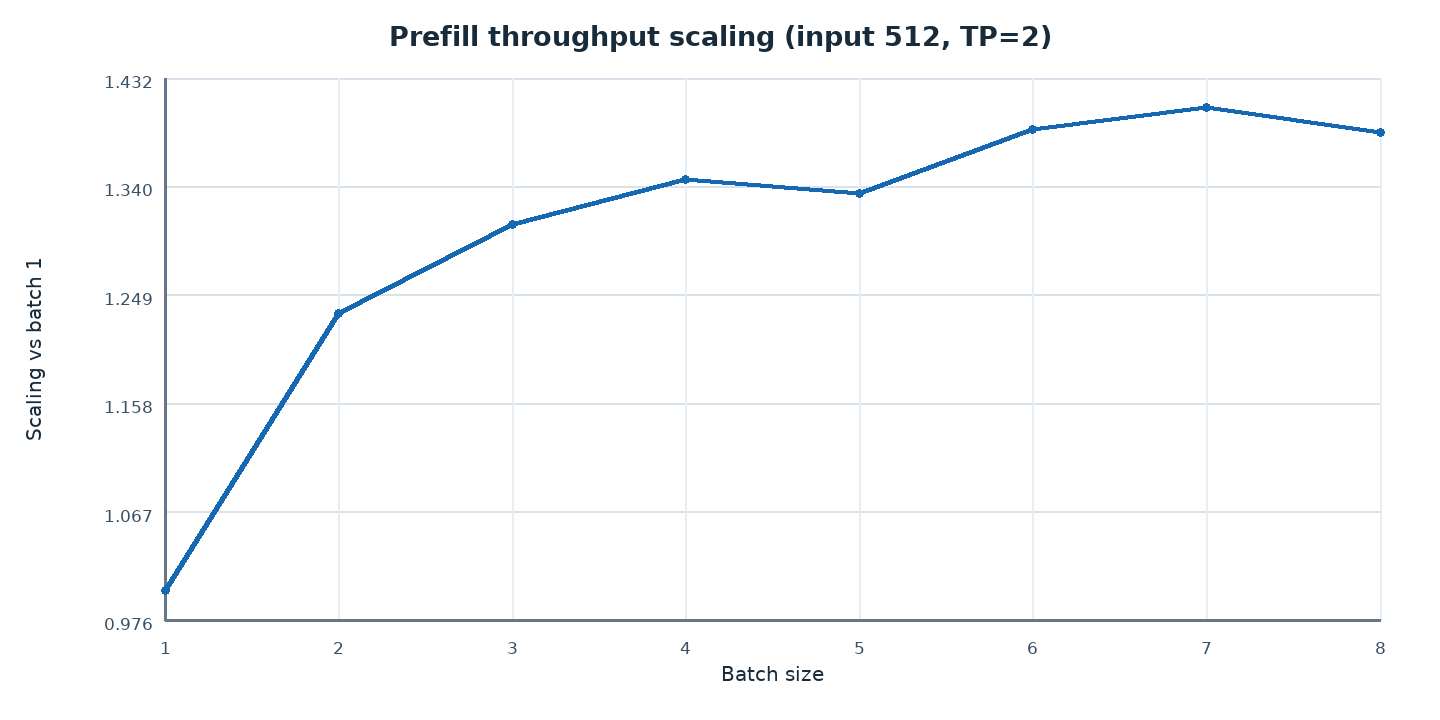 Prefill throughput scaling (input 512, TP=2)
1.432
1.340
1.249
1.158
1.067
0.976
Scaling vs batch 1
1 2 3 4 5 6 7 8
Batch size